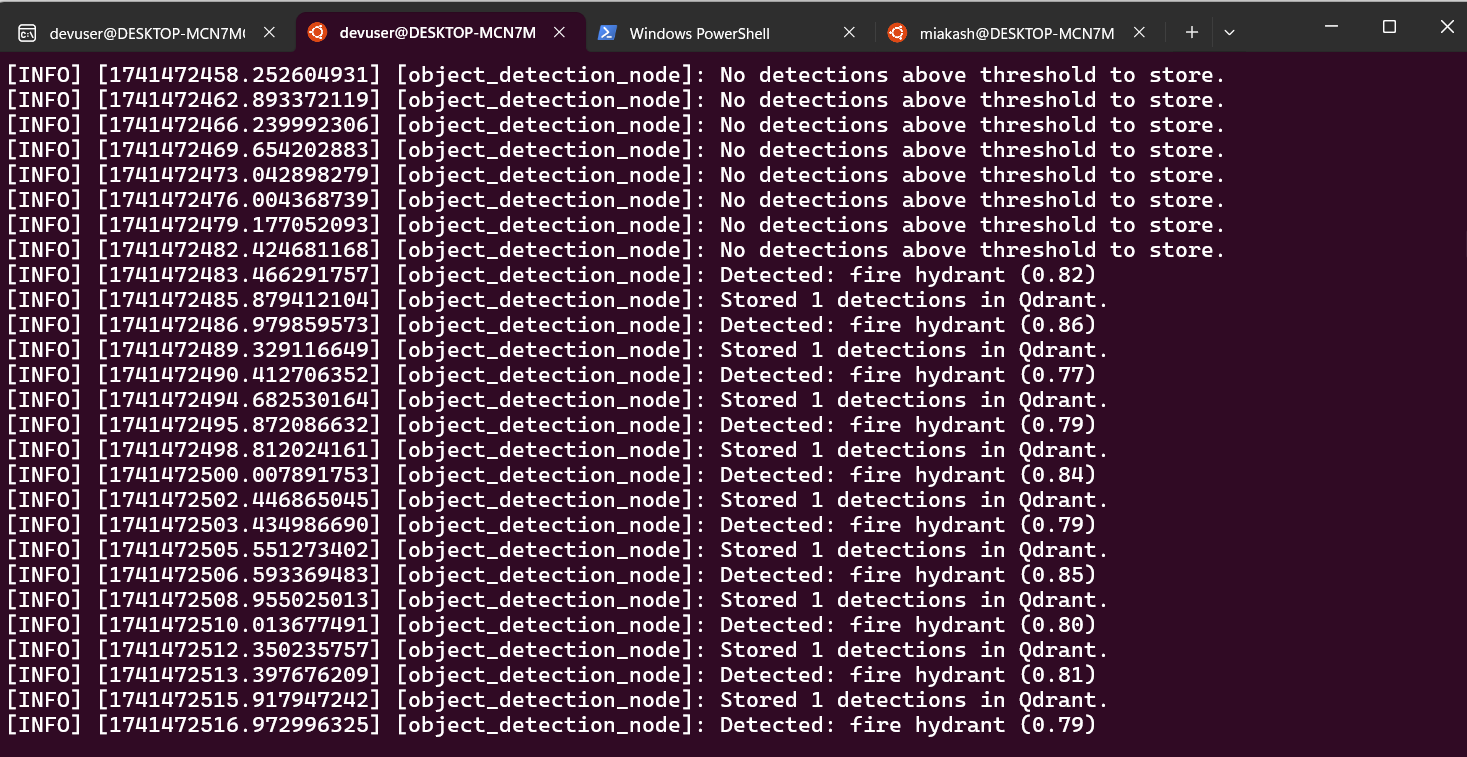 devuser@DESKTOP-MCN7M
devuser@DESKTOP-MCN7M
Windows PowerShell
miakash@DESKTOP-MCN7M
[INFO] [1741472458.252604931] [object_detection_node]: No detections above threshold to store.
[INFO] [1741472462.893372119] [object_detection_node]: No detections above threshold to store.
[INFO] [1741472466.239992306] [object_detection_node]: No detections above threshold to store.
[INFO] [1741472469.654202883] [object_detection_node]: No detections above threshold to store.
[INFO] [1741472473.042898279] [object_detection_node]: No detections above threshold to store.
[INFO] [1741472476.004368739] [object_detection_node]: No detections above threshold to store.
[INFO] [1741472479.177052093] [object_detection_node]: No detections above threshold to store.
[INFO] [1741472482.424681168] [object_detection_node]: No detections above threshold to store.
[INFO] [1741472483.466291757] [object_detection_node]: Detected: fire hydrant (0.82)
[INFO] [1741472485.879412104] [object_detection_node]: Stored 1 detections in Qdrant.
[INFO] [1741472486.979859573] [object_detection_node]: Detected: fire hydrant (0.86)
[INFO] [1741472489.329116649] [object_detection_node]: Stored 1 detections in Qdrant.
[INFO] [1741472490.412706352] [object_detection_node]: Detected: fire hydrant (0.77)
[INFO] [1741472494.682530164] [object_detection_node]: Stored 1 detections in Qdrant.
[INFO] [1741472495.872086632] [object_detection_node]: Detected: fire hydrant (0.79)
[INFO] [1741472498.812024161] [object_detection_node]: Stored 1 detections in Qdrant.
[INFO] [1741472500.007891753] [object_detection_node]: Detected: fire hydrant (0.84)
[INFO] [1741472502.446865045] [object_detection_node]: Stored 1 detections in Qdrant.
[INFO] [1741472503.434986690] [object_detection_node]: Detected: fire hydrant (0.79)
[INFO] [1741472505.551273402] [object_detection_node]: Stored 1 detections in Qdrant.
[INFO] [1741472506.593369483] [object_detection_node]: Detected: fire hydrant (0.85)
[INFO] [1741472508.955025013] [object_detection_node]: Stored 1 detections in Qdrant.
[INFO] [1741472510.013677491] [object_detection_node]: Detected: fire hydrant (0.80)
[INFO] [1741472512.350235757] [object_detection_node]: Stored 1 detections in Qdrant.
[INFO] [1741472513.397676209] [object_detection_node]: Detected: fire hydrant (0.81)
[INFO] [1741472515.917947242] [object_detection_node]: Stored 1 detections in Qdrant.
[INFO] [1741472516.972996325] [object_detection_node]: Detected: fire hydrant (0.79)